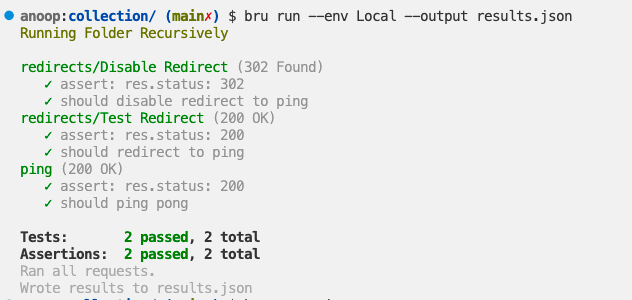 anoop:collection/ (main✗) $ bru run --env Local --output results.json
Running Folder Recursively
redirects/Disable Redirect (302 Found)
✓ assert: res.status: 302
✓ should disable redirect to ping
redirects/Test Redirect (200 OK)
✓ assert: res.status: 200
✓ should redirect to ping
ping (200 OK)
✓ assert: res.status: 200
✓ should ping pong
Tests: 2 passed, 2 total
Assertions: 2 passed, 2 total
Ran all requests.
Wrote results to results.json